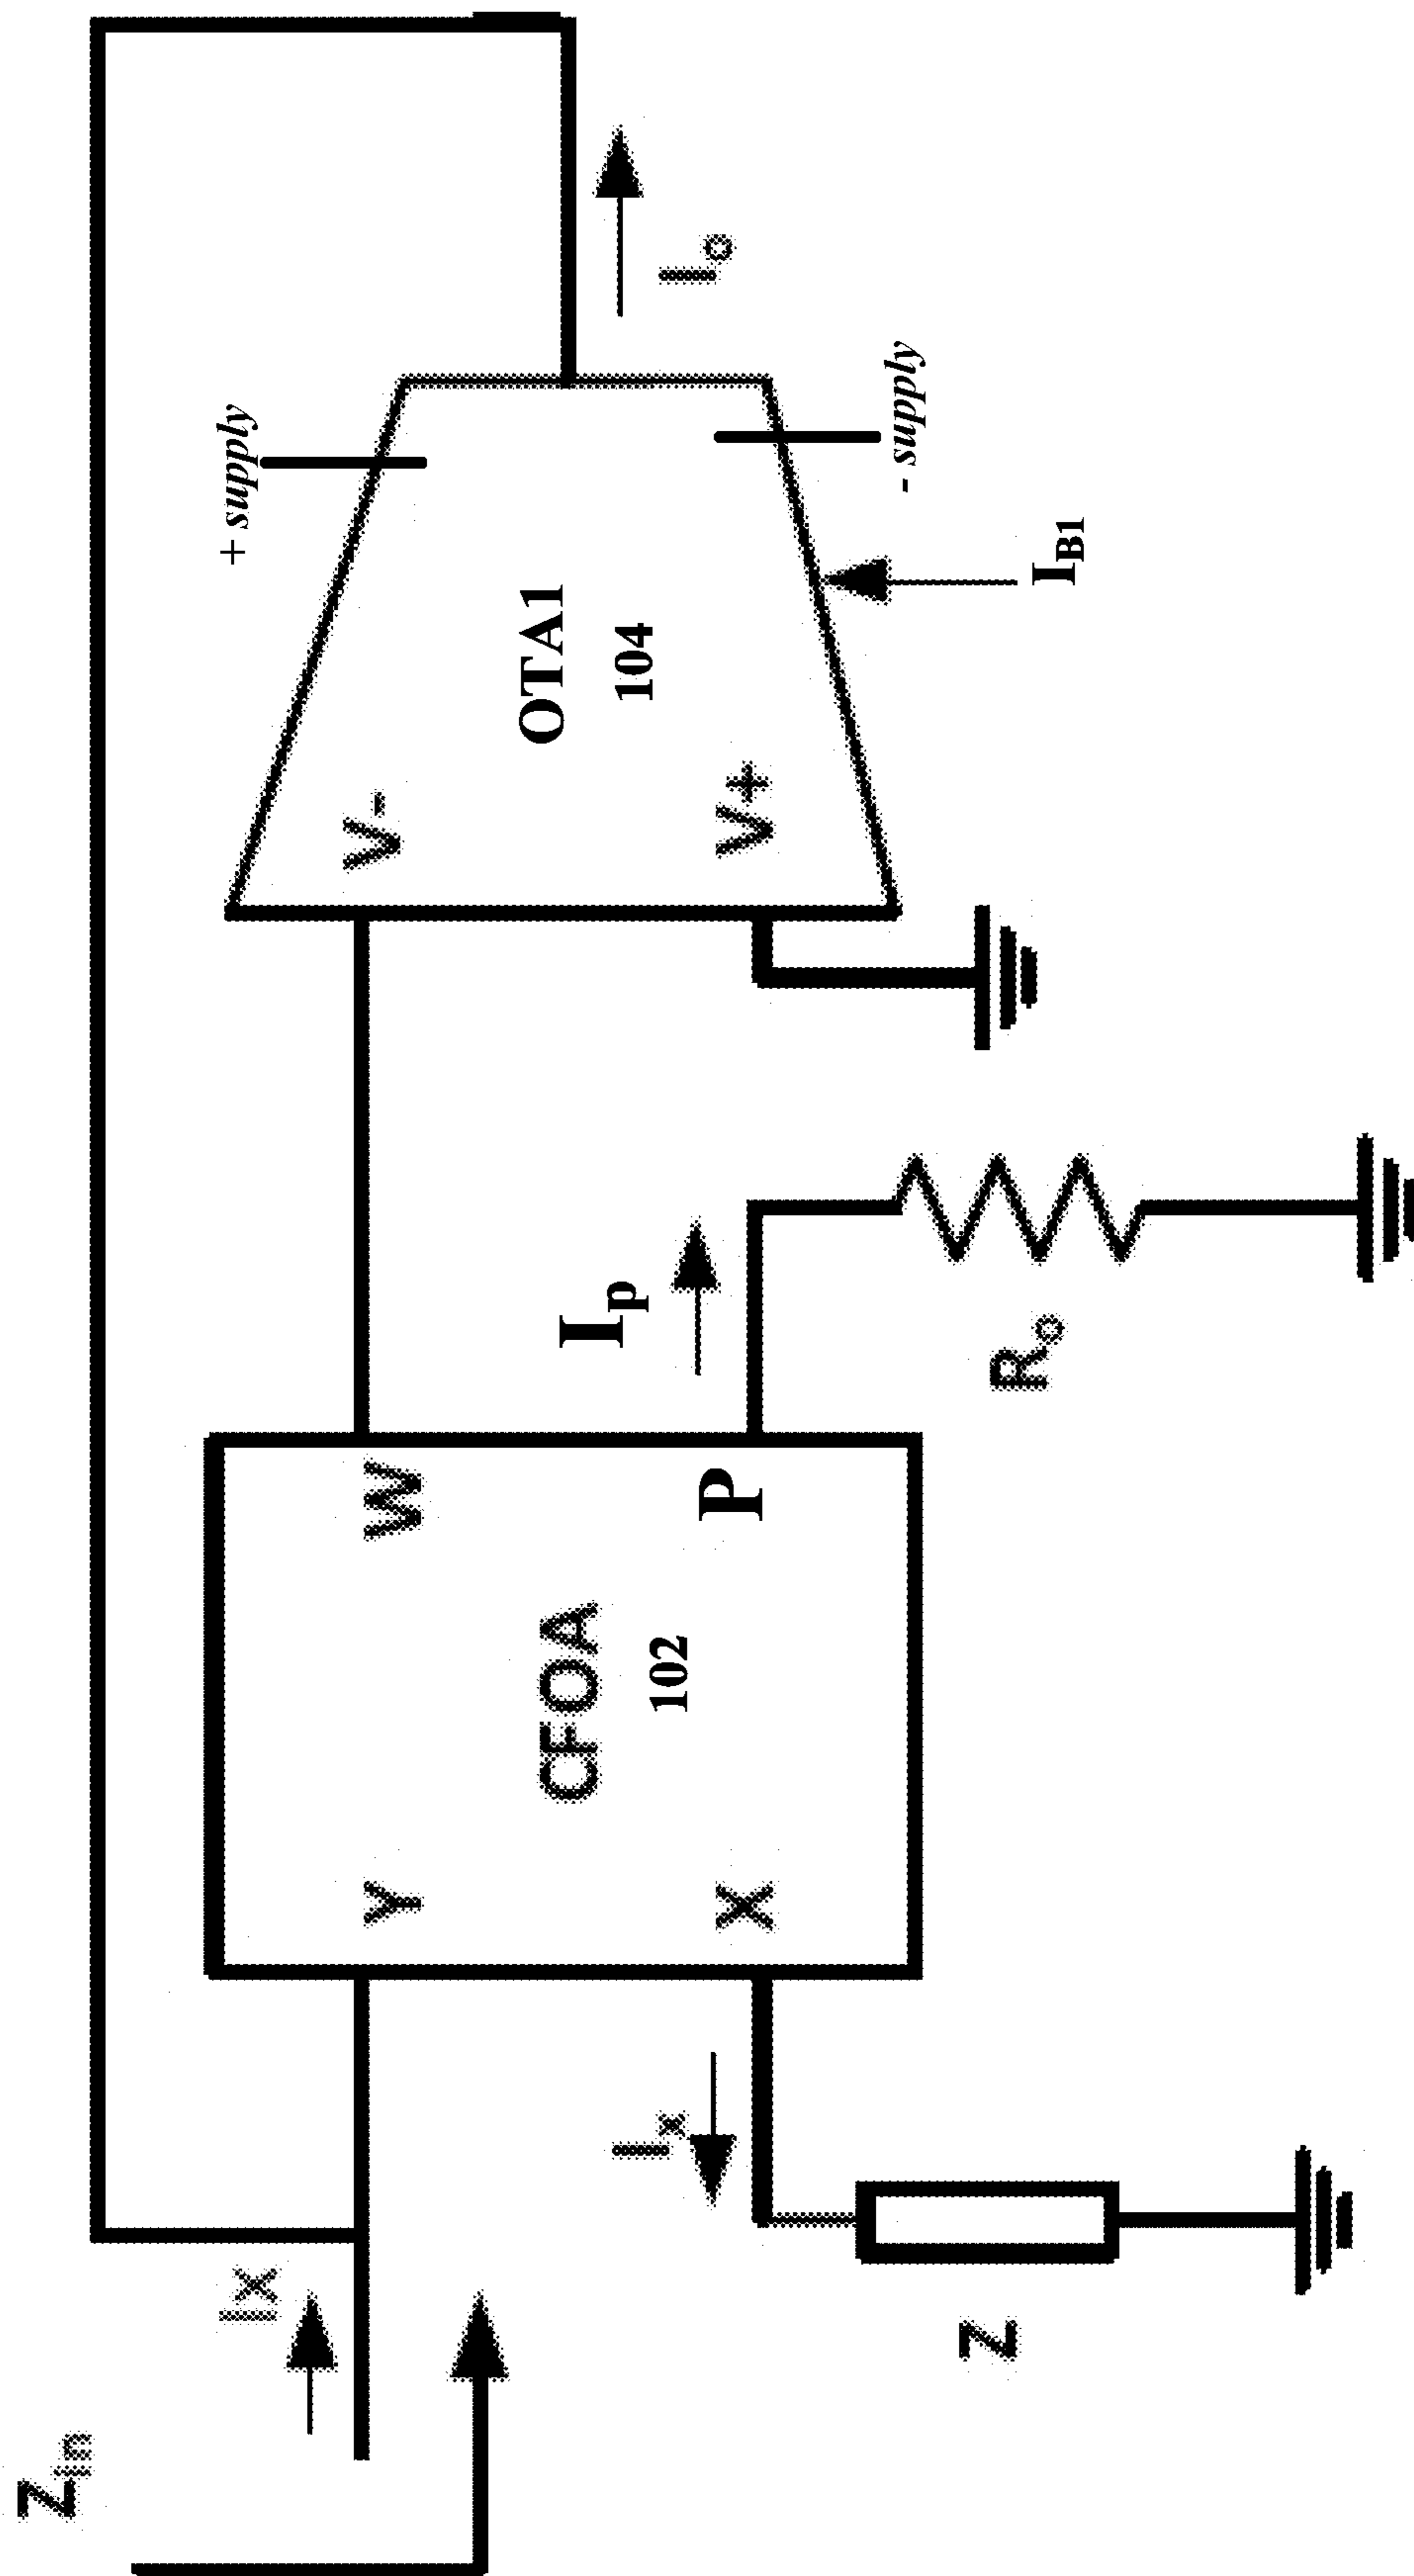 + supply
Z_in
IX
Y
W
V-
I_p
OTA1
104
CFOA
102
I_o
I_x
X
P
V+
- supply
I_B1
Z
R_o